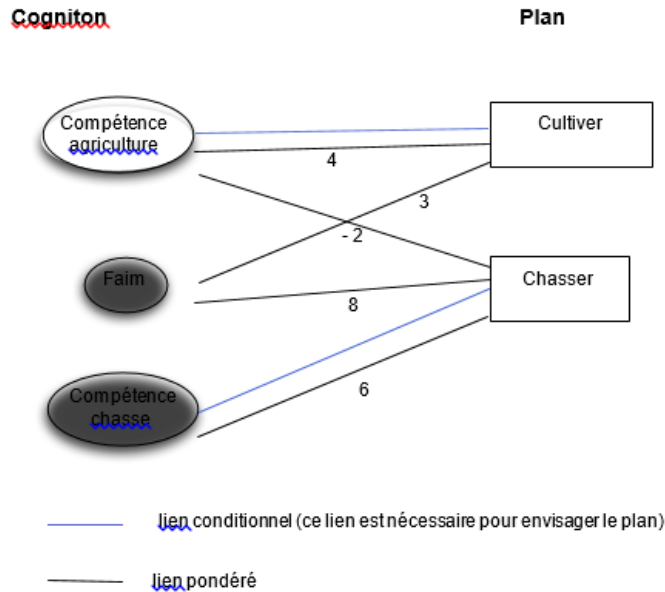 Cogniton
Plan
Compétence
agriculture
Cultiver
4
3
- 2
Faim
Chasser
8
Compétence
chasse
6
lien conditionnel (ce lien est nécessaire pour envisager le plan)
lien pondéré